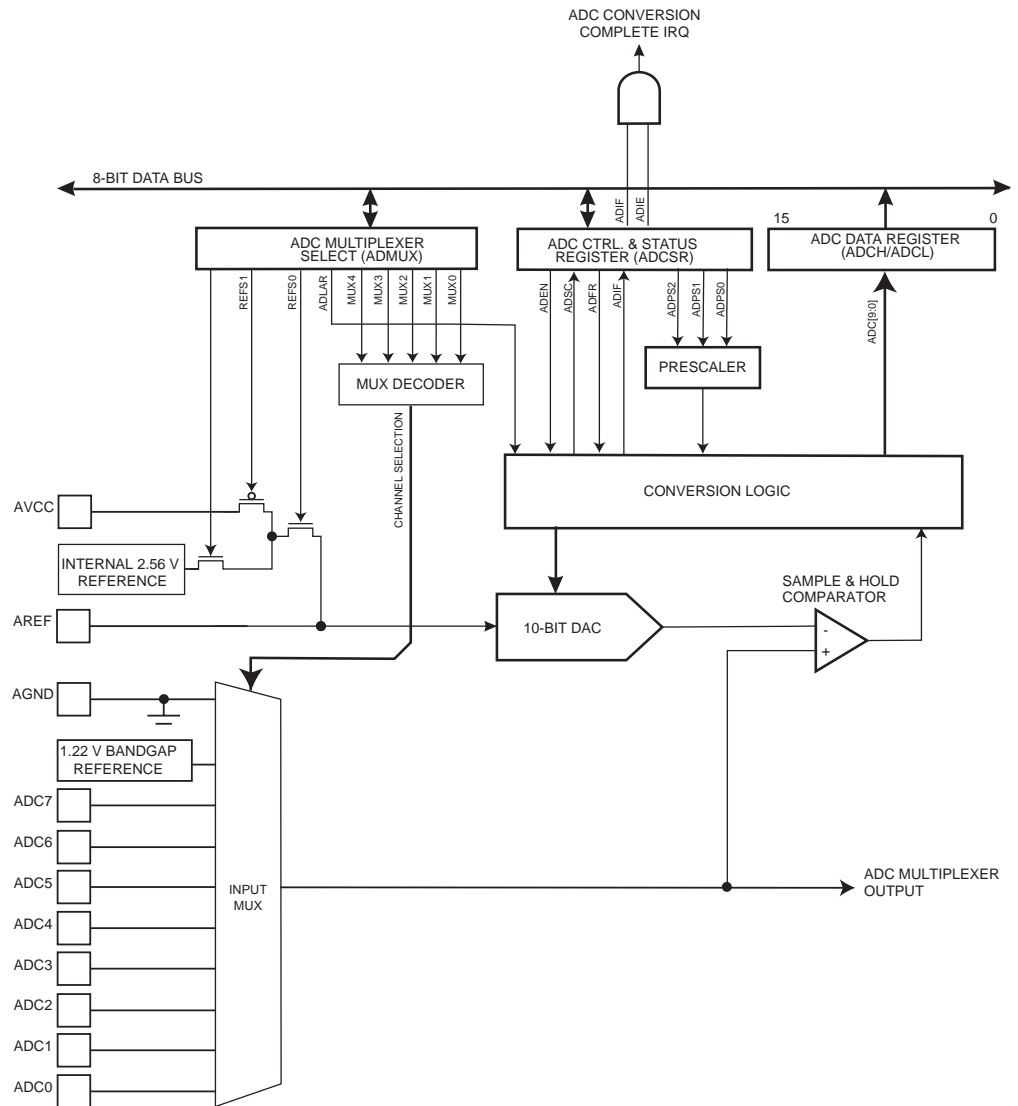 ADC CONVERSION
COMPLETE IRQ
8-BIT DATA BUS
ADIF
ADIE
15
0
ADC MULTIPLEXER
SELECT (ADMUX)
ADC CTRL. & STATUS
REGISTER (ADCSR)
ADC DATA REGISTER
(ADCH/ADCL)
REFS1
REFS0
ADLAR
MUX4
MUX3
MUX2
MUX1
MUX0
ADEN
ADSC
ADFR
ADIF
ADPS2
ADPS1
ADPS0
ADC[9:0]
MUX DECODER
PRESCALER
CHANNEL SELECTION
CONVERSION LOGIC
AVCC
INTERNAL 2.56 V
REFERENCE
SAMPLE & HOLD
COMPARATOR
AREF
10-BIT DAC
-
+
AGND
1.22 V BANDGAP
REFERENCE
ADC7
ADC6
ADC5
ADC4
ADC3
ADC2
ADC1
ADC0
INPUT
MUX
ADC MULTIPLEXER
OUTPUT